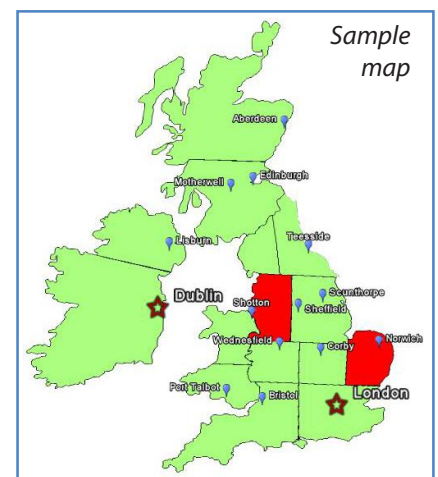 Sample
map
Aberdeen
Motherwell
Edinburgh
Lisburn
Teesside
Dublin
Shotton
Scunthorpe
Sheffield
Wednesfield
Corby
Norwich
Port Talbot
Bristol
London